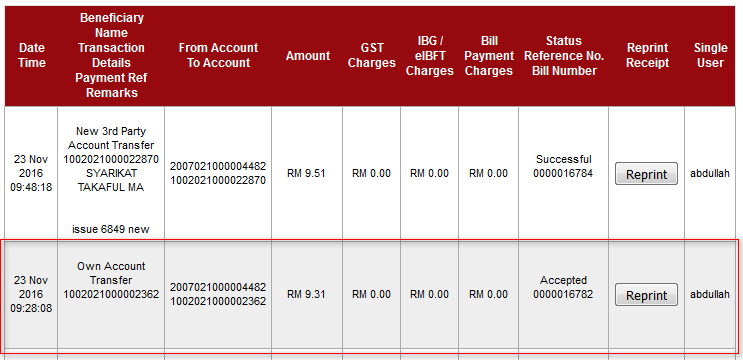 Date
Time
Beneficiary
Name
Transaction
Details
Payment Ref
Remarks
From Account
To Account
Amount
GST
Charges
IBG /
eIBFT
Charges
Bill
Payment
Charges
Status
Reference No.
Bill Number
Reprint
Receipt
Single
User
23 Nov
2016
09:48:18
New 3rd Party
Account Transfer
1002021000022870
SYARIKAT
TAKAFUL MA
issue 6849 new
2007021000004482
1002021000022870
RM 9.51
RM 0.00
RM 0.00
RM 0.00
Successful
0000016784
Reprint
abdullah
23 Nov
2016
09:28:08
Own Account
Transfer
1002021000002362
2007021000004482
1002021000002362
RM 9.31
RM 0.00
RM 0.00
RM 0.00
Accepted
0000016782
Reprint
abdullah